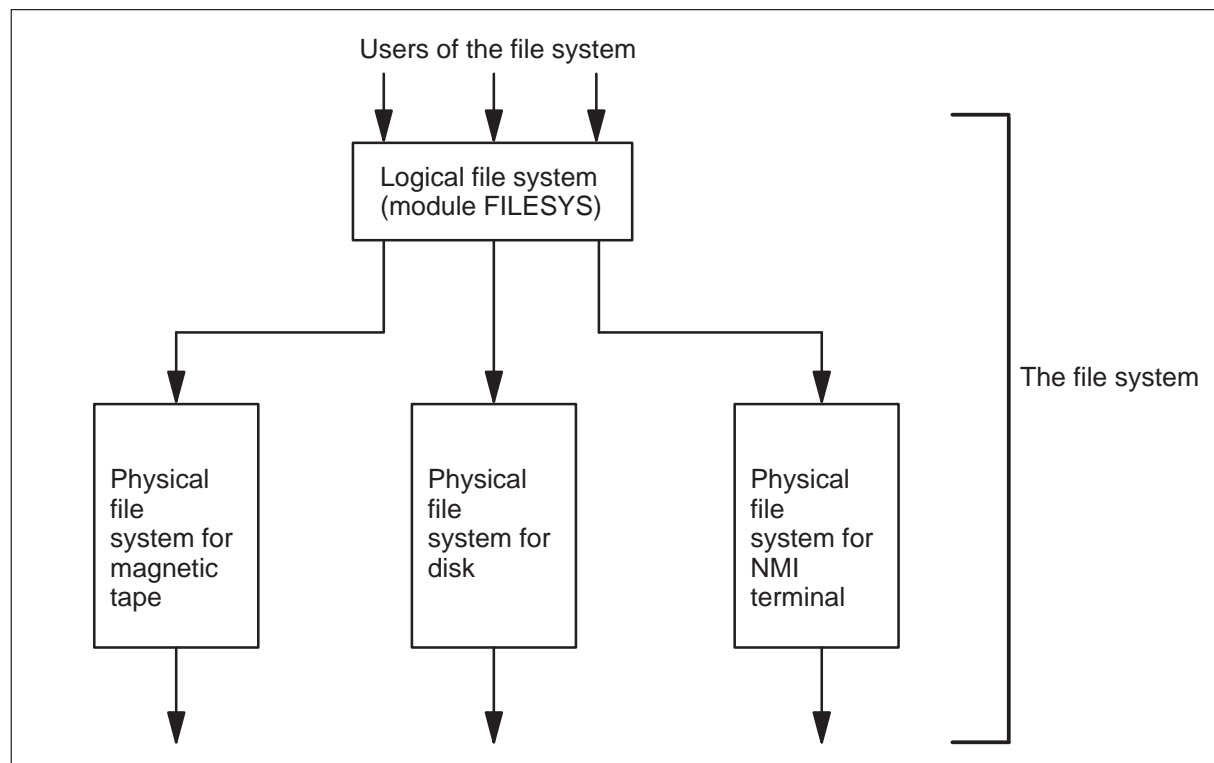 Users of the file system
Logical file system
(module FILESYS)
The file system
Physical
file
system for
magnetic
tape
Physical
file
system for
disk
Physical
file
system for
NMI
terminal